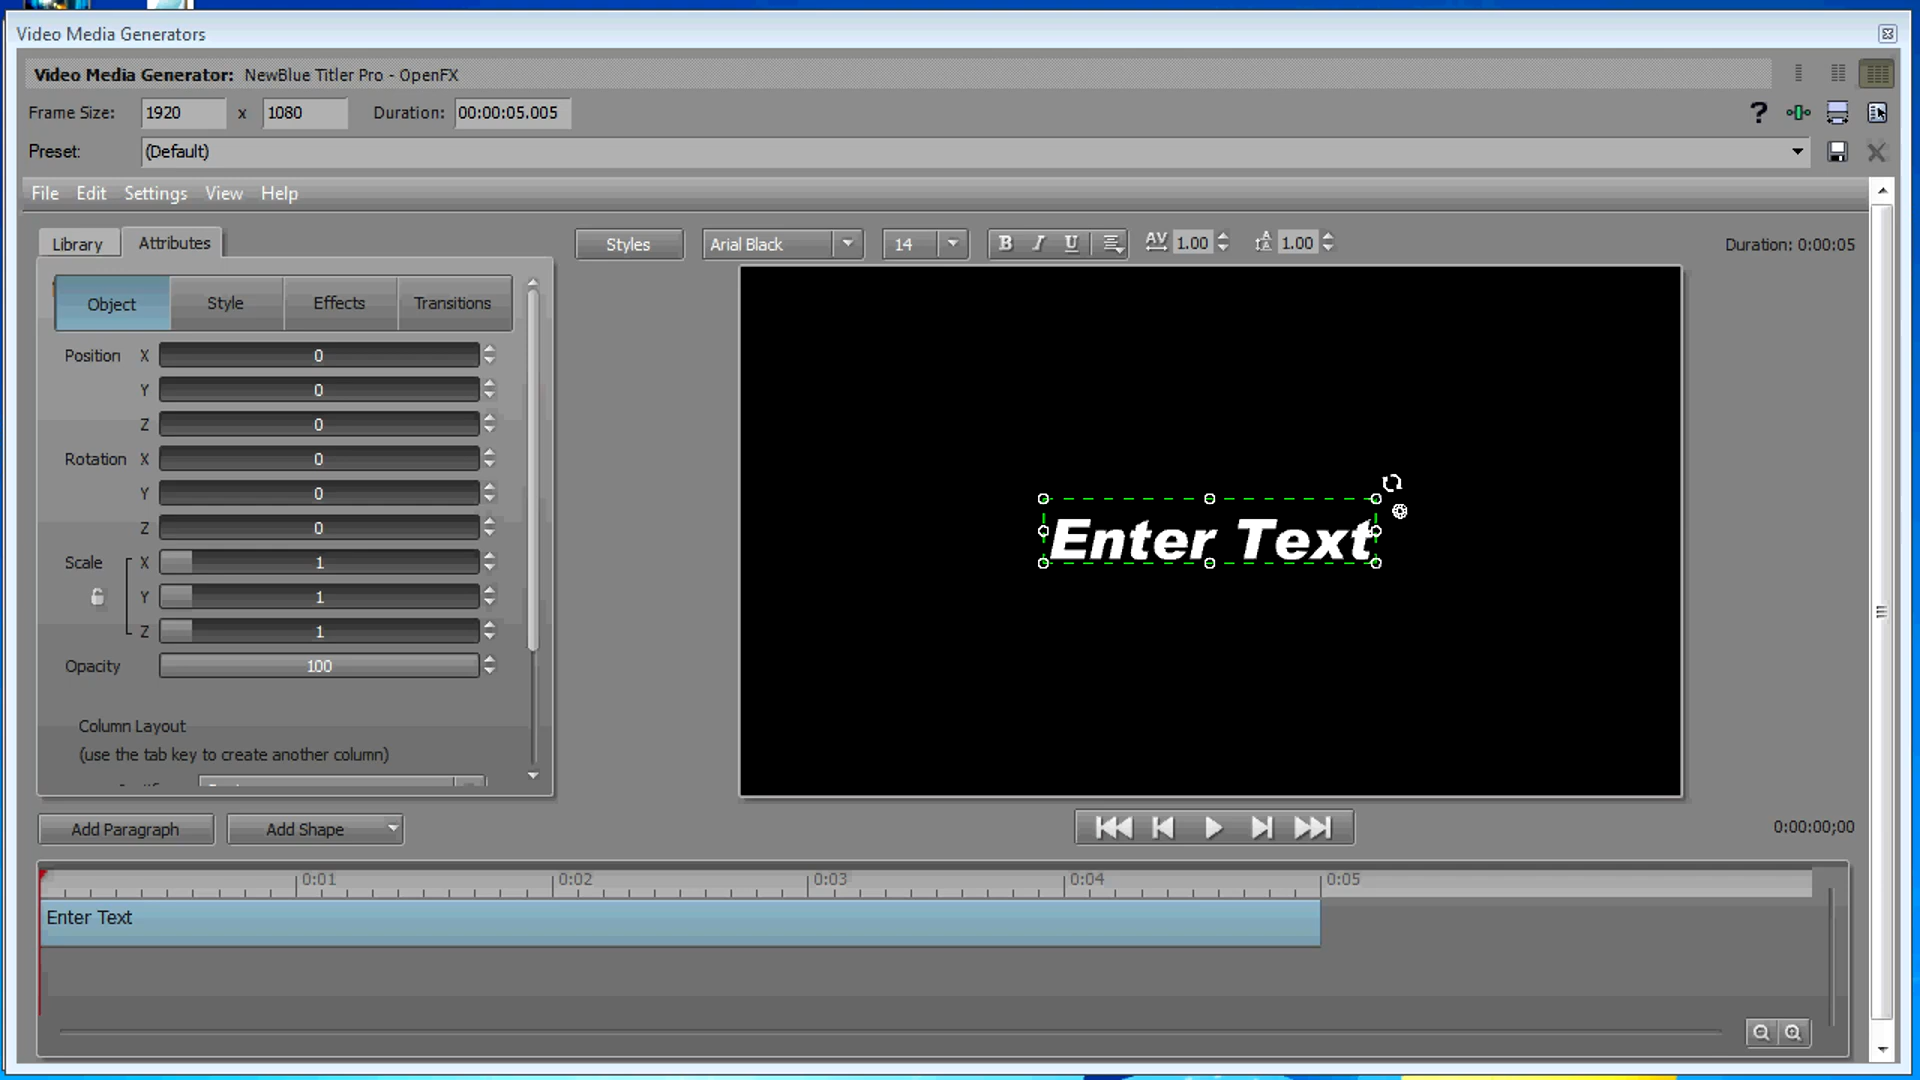 Video Media Generators
Video Media Generator: NewBlue Titler Pro - OpenFX
Frame Size: 1920 x 1080 Duration: 00:00:05.005
Preset: (Default)
File Edit Settings View Help
Library Attributes Styles Arial Black 14 B I U AV 1.00 A 1.00 Duration: 0:00:05
Object Style Effects Transitions
Position X 0
Y 0
Z 0
Rotation X 0
Y 0
Z 0
Scale X 1
Y 1
Z 1
Opacity 100
Enter Text
Column Layout
(use the tab key to create another column)
Add Paragraph Add Shape 0:00:00;00
0:01 0:02 0:03 0:04 0:05
Enter Text